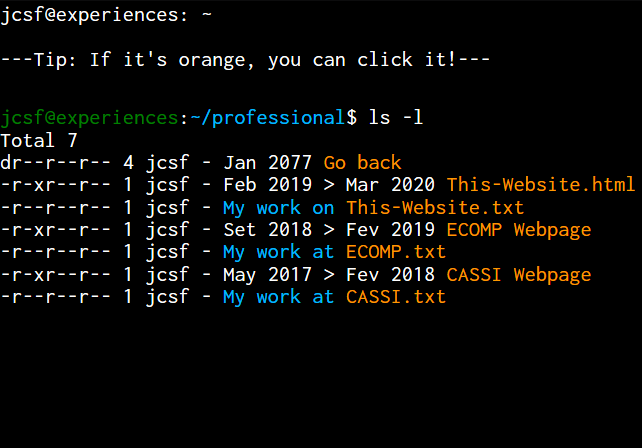 jcsf@experiences: ~
---Tip: If it's orange, you can click it!---
jcsf@experiences:~/professional$ ls -l
Total 7
dr--r--r-- 4 jcsf - Jan 2077 Go back
-r-xr--r-- 1 jcsf - Feb 2019 > Mar 2020 This-Website.html
-r--r--r-- 1 jcsf - My work on This-Website.txt
-r-xr--r-- 1 jcsf - Set 2018 > Fev 2019 ECOMP Webpage
-r--r--r-- 1 jcsf - My work at ECOMP.txt
-r-xr--r-- 1 jcsf - May 2017 > Fev 2018 CASSI Webpage
-r--r--r-- 1 jcsf - My work at CASSI.txt